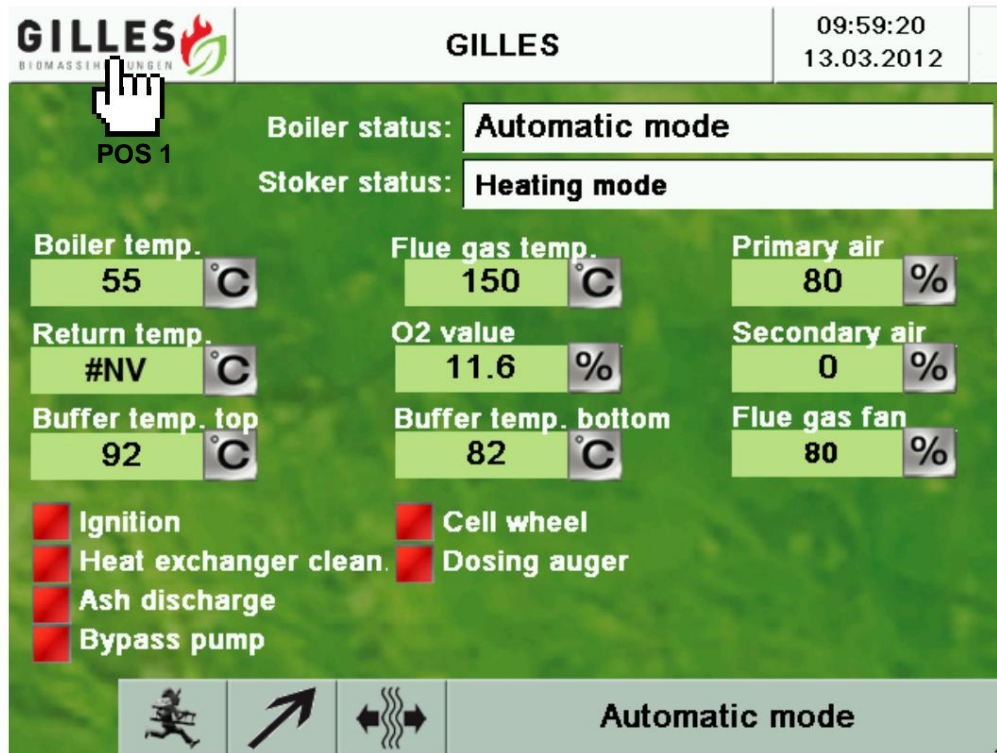 GILLES
BIOMASSEH UNGEN
GILLES
09:59:20
13.03.2012
POS 1
Boiler status: Automatic mode
Stoker status: Heating mode
Boiler temp. Flue gas temp. Primary air
55 °C 150 °C 80 %
Return temp. O2 value Secondary air
#NV °C 11.6 % 0 %
Buffer temp. top Buffer temp. bottom Flue gas fan
92 °C 82 °C 80 %
Ignition Cell wheel
Heat exchanger clean. Dosing auger
Ash discharge
Bypass pump
Automatic mode